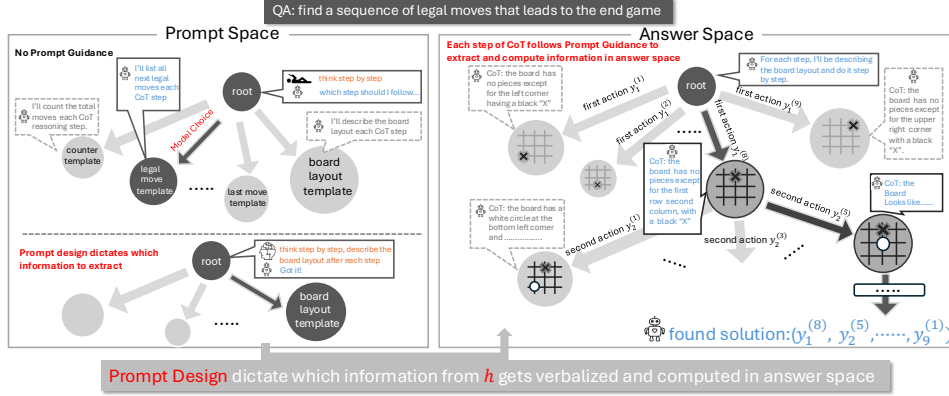 QA: find a sequence of legal moves that leads to the end game
Prompt Space
No Prompt Guidance
I'll list all
next legal
moves each
CoT step
I'll count the total
moves each CoT
reasoning step.
root
think step by step
which step should I follow...
I'll describe the board
layout each CoT step
Model Choice
counter
template
legal
move
template
.....
last move
template
board
layout
template
Prompt design dictates which
information to extract
root
think step by step, describe the
board layout after each step
Got it!
.....
board
layout
template
Answer Space
Each step of CoT follows Prompt Guidance to
extract and compute information in answer space
CoT: the board has
no pieces except
for the left corner
having a black "X"
root
For each step, I'll be describing
the board layout and do it step
by step.
first action y₁⁽¹⁾
first action y₁⁽²⁾
.....
first action y₁⁽⁸⁾
first action y₁⁽⁹⁾
CoT: the
board has no
pieces except
for the upper
right corner
with a black
"X".
CoT: the
board has no
pieces except
for the first
row second
column, with
a black "X"
CoT: the board has a
white circle at the
bottom left corner
and ...................
second action y₂⁽¹⁾
second action y₂⁽³⁾
second action y₂⁽⁵⁾
CoT: the
Board
Looks like......
.....
.....
.....
found solution:(y₁⁽⁸⁾, y₂⁽⁵⁾,......, y₉⁽¹⁾)
Prompt Design dictate which information from h gets verbalized and computed in answer space